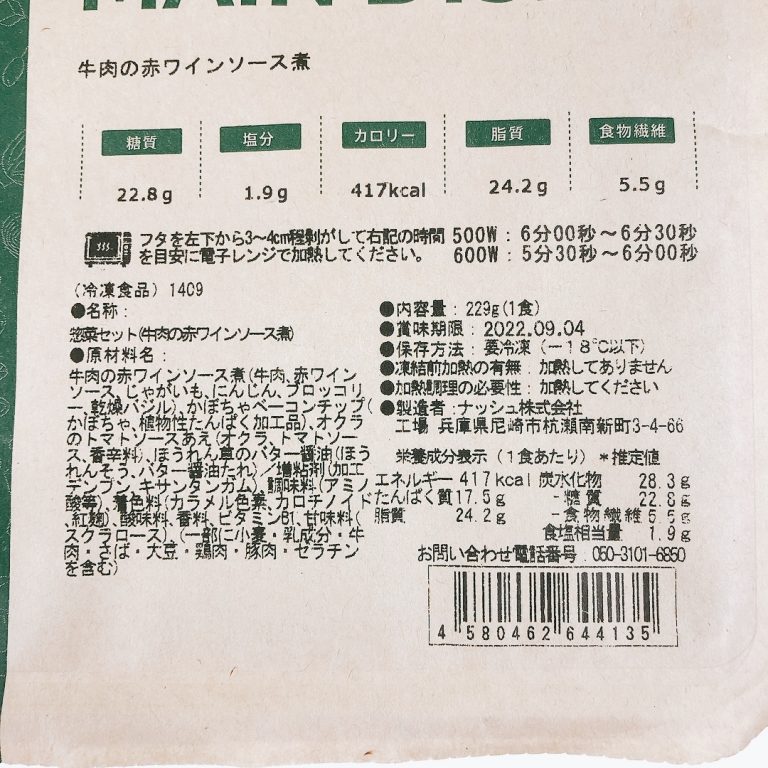 牛肉の赤ワインソース煮
糖質 塩分 カロリー 脂質 食物繊維
22.8g 1.9g 417kcal 24.2g 5.5g
フタを左下から3〜4cm程剝がして右記の時間 500W：6分00秒〜6分30秒
を目安に電子レンジで加熱してください。 600W：5分30秒〜6分00秒
(冷凍食品) 1409
●名称：
惣菜セット(牛肉の赤ワインソース煮)
●原材料名：
牛肉の赤ワインソース煮(牛肉、赤ワイン
ソース、じゃがいも、にんじん、ブロッコリ
ー、乾燥バジル)、かぼちゃベーコンチップ(
かぼちゃ、植物性たんぱく加工品)、オクラ
のトマトソースあえ(オクラ、トマトソー
ス、香辛料)、ほうれん草のバター醤油(ほう
れんそう、バター醤油たれ)／増粘剤(加工
デンプン、キサンタンガム)、調味料(アミノ
酸等)、着色料(カラメル色素、カロチノイド
、紅麹)、酸味料、香料、ビタミンB1、甘味料(
スクラロース)、(一部に小麦・乳成分・牛
肉・さば・大豆・鶏肉・豚肉・ゼラチン
を含む)
●内容量：229g(1食)
●賞味期限：2022.09.04
●保存方法：要冷凍（－18℃以下）
●凍結前加熱の有無：加熱してありません
●加熱調理の必要性：加熱してください
●製造者：ナッシュ株式会社
工場 兵庫県尼崎市杭瀬南新町3-4-66
栄養成分表示（1食あたり）＊推定値
エネルギー 417kcal 炭水化物 28.3g
たんぱく質 17.5g －糖質 22.8g
脂質 24.2g －食物繊維 5.5g
食塩相当量 1.9g
お問い合わせ電話番号 050-3101-6850
4 580462 644135